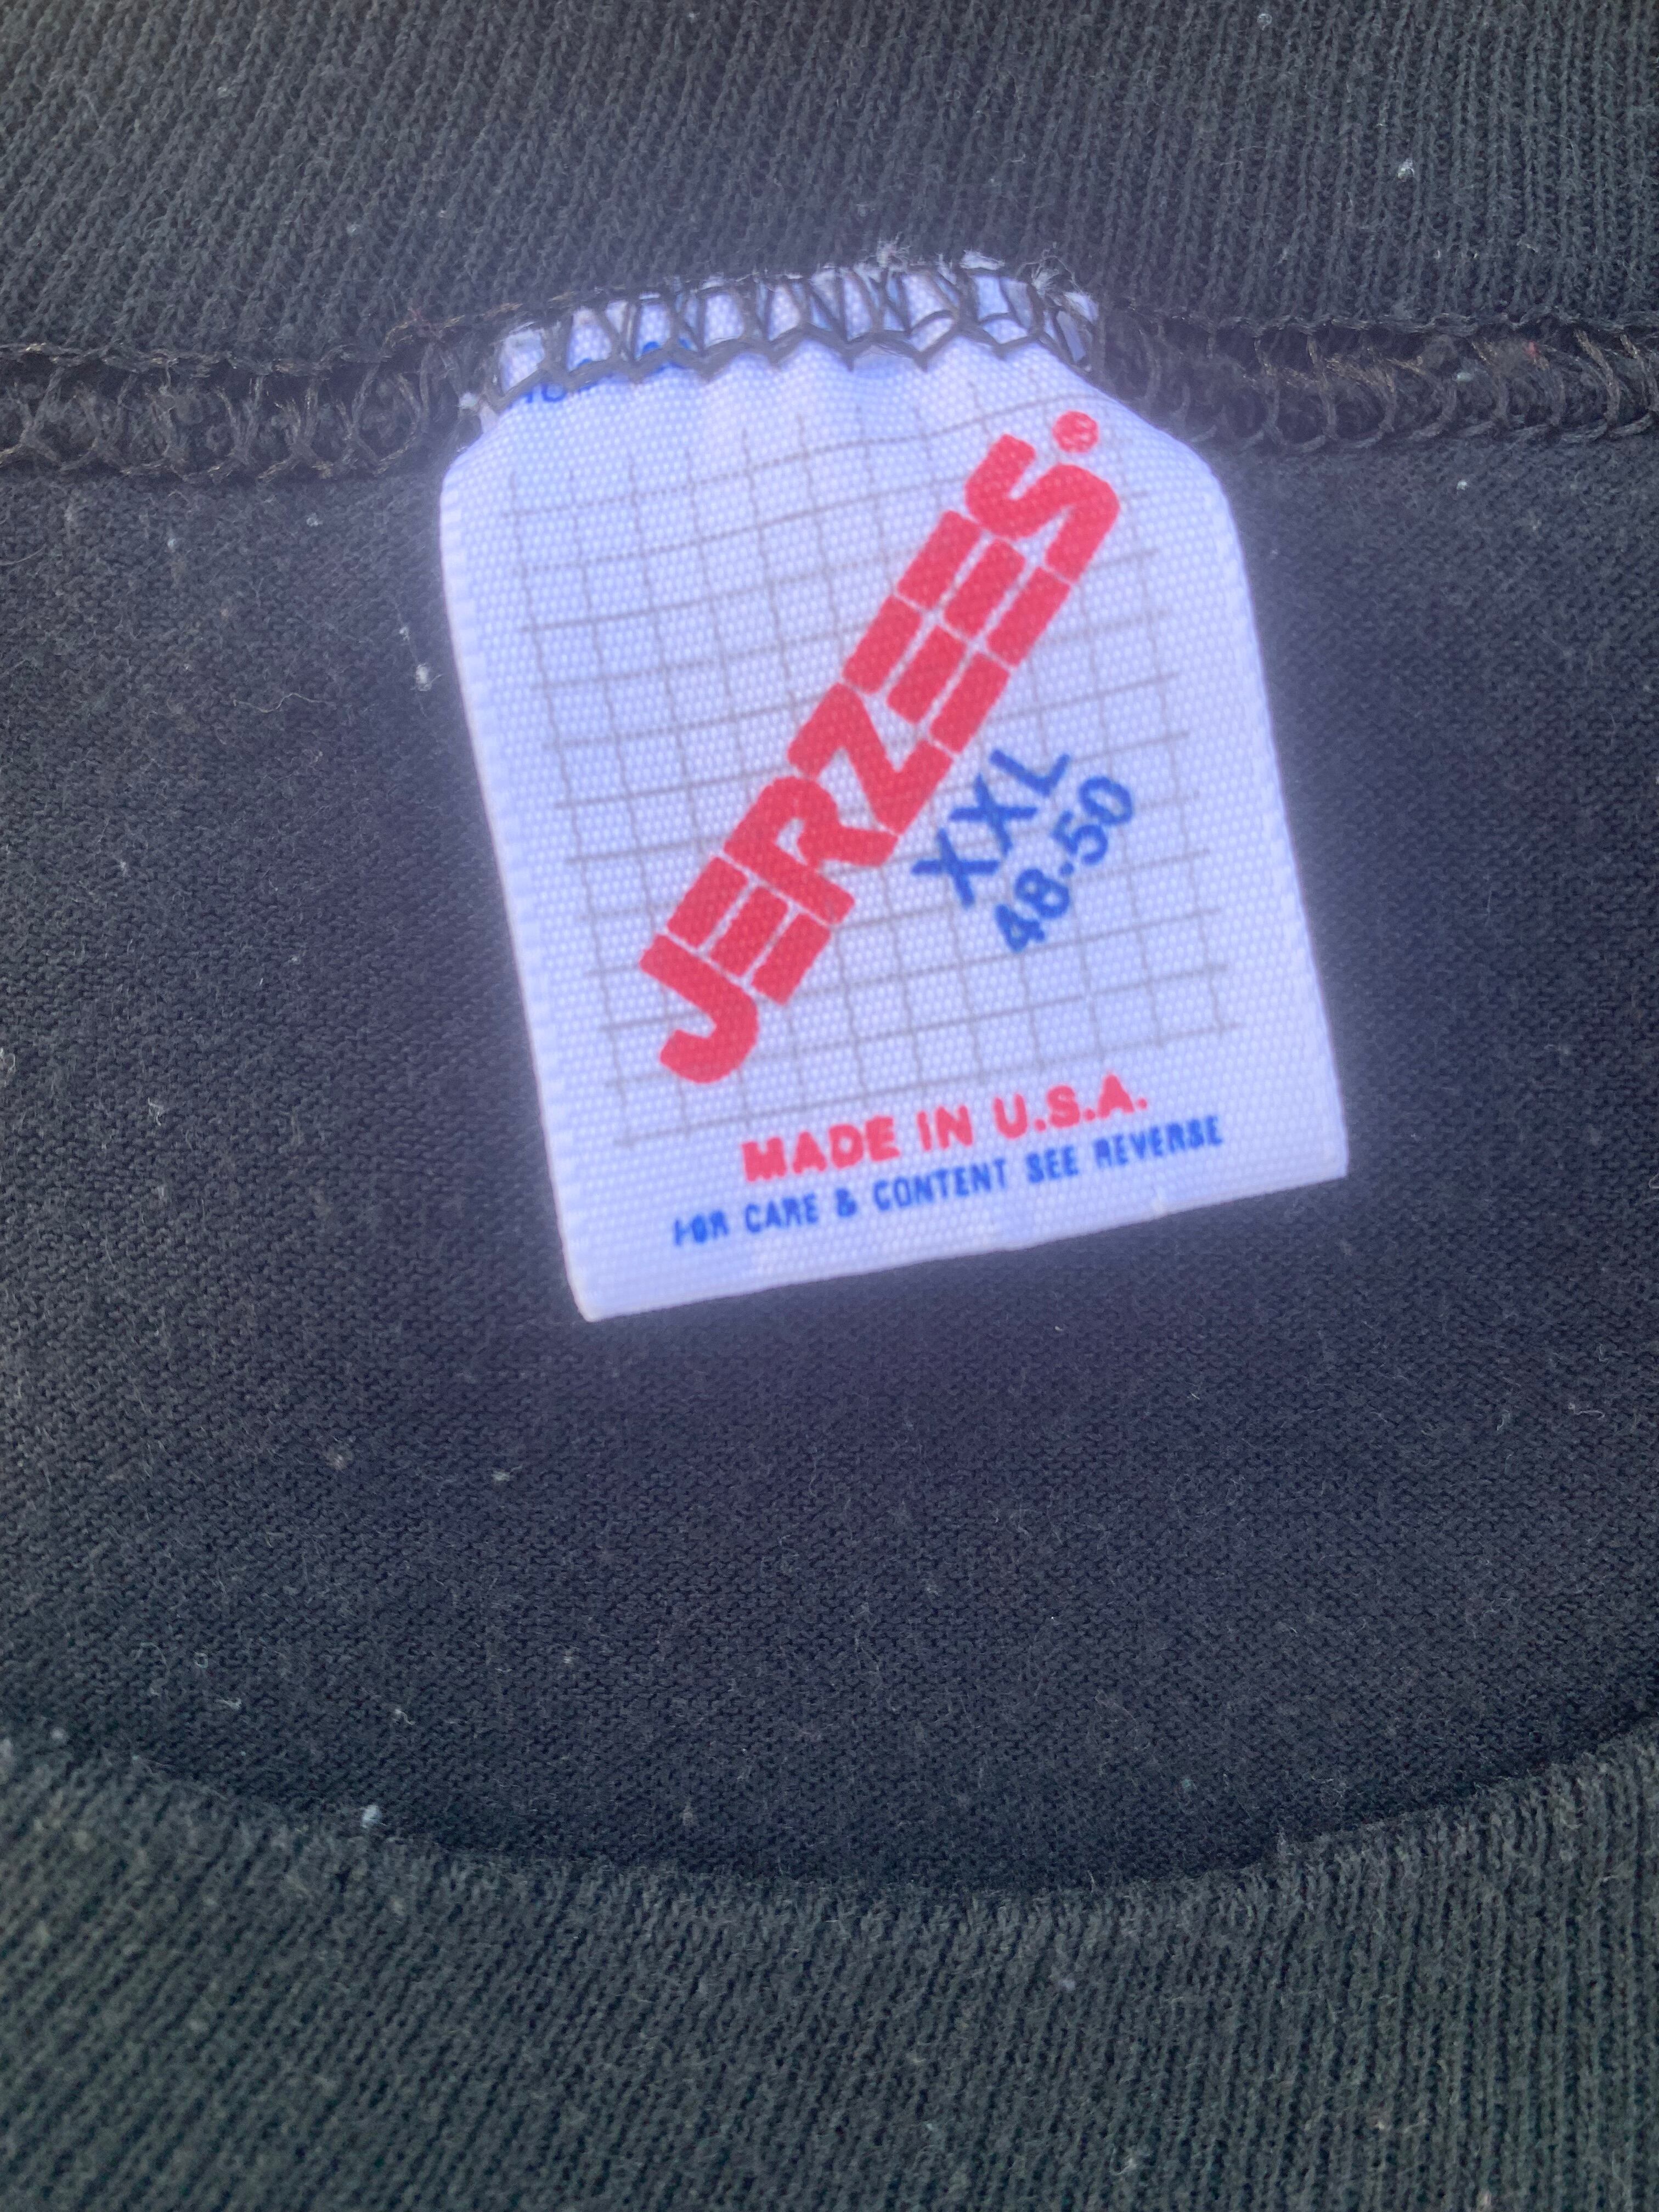 JERZEES®
XXL
48-50
MADE IN U.S.A.
FOR CARE & CONTENT SEE REVERSE